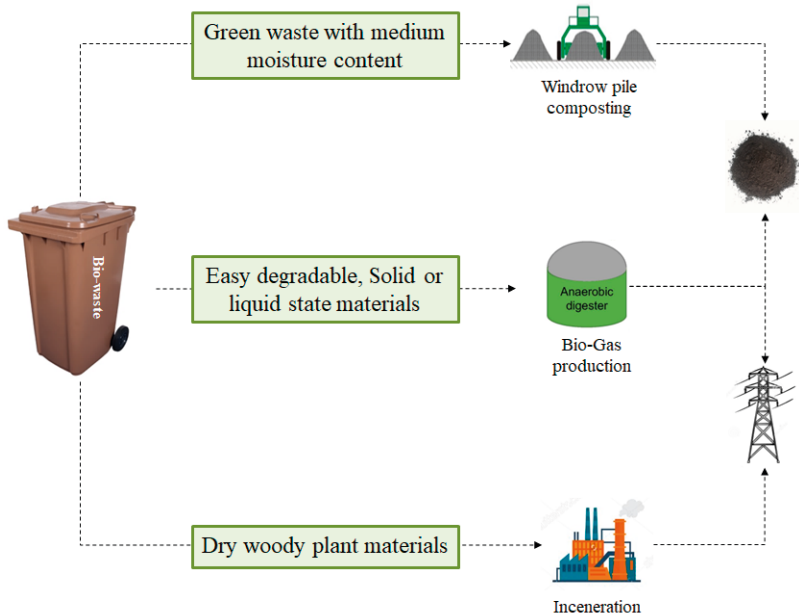 Green waste with medium
moisture content
Windrow pile
composting
Bio-waste
Easy degradable, Solid or
liquid state materials
Anaerobic
digester
Bio-Gas
production
Dry woody plant materials
Inceneration